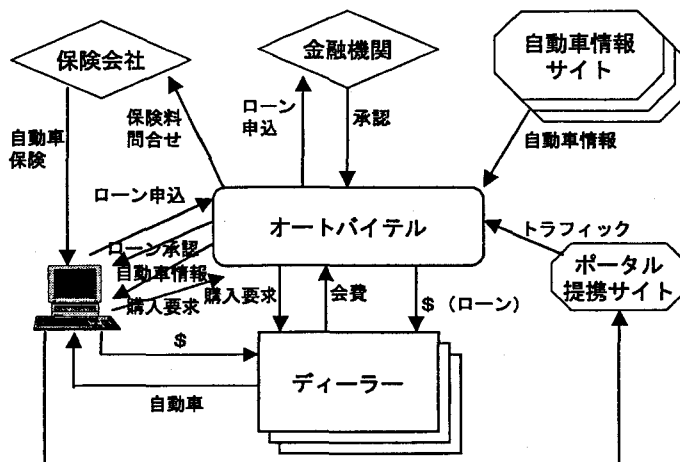 保険会社
金融機関
自動車情報
サイト
ローン
申込
承認
保険料
問合せ
自動車
保険
自動車情報
ローン申込
オートバイテル
トラフィック
ローン承認
自動車情報
購入要求
購入要求
会費
$(ローン)
ポータル
提携サイト
$
ディーラー
自動車